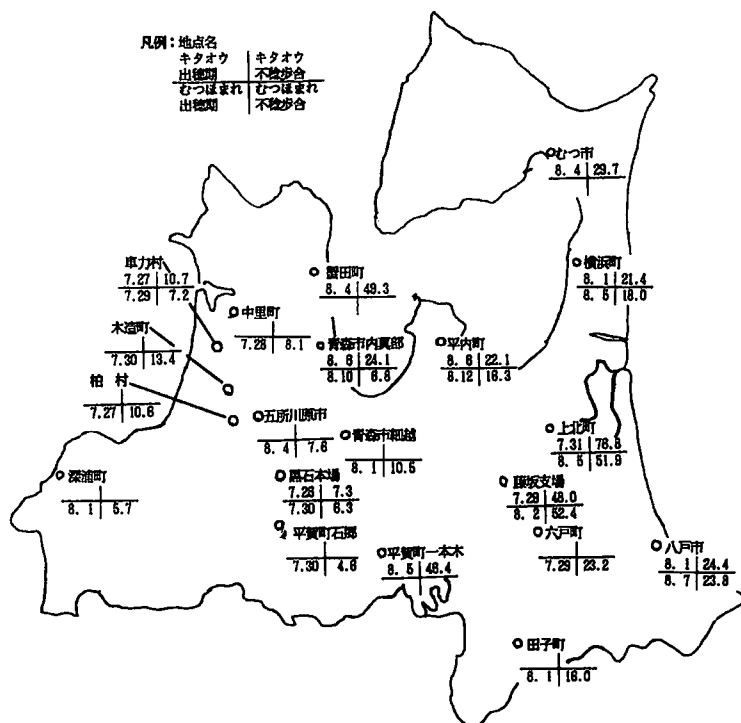 凡例：地点名
キタオウ キタオウ
出穂期 不稔歩合
むつほまれ むつほまれ
出穂期 不稔歩合
むつ市
8. 4 29.7
車力村
7.27 10.7
7.29 7.2
蟹田町
8. 4 49.3
横浜町
8. 1 21.4
8. 5 18.0
中里町
7.28 8.1
木造町
7.30 13.4
青森市内真部
8. 6 24.1
8.10 6.8
平内町
8. 6 22.1
8.12 16.3
柏 村
7.27 10.6
五所川原市
8. 4 7.6
青森市細越
8. 1 10.5
上北町
7.31 78.8
8. 5 51.9
深浦町
8. 1 5.7
黒石本場
7.28 7.3
7.30 6.3
藤坂支場
7.29 48.0
8. 2 52.4
平賀町石郷
7.30 4.6
平賀町一本木
8. 5 48.4
六戸町
7.29 23.2
八戸市
8. 1 24.4
8. 7 23.8
田子町
8. 1 16.0